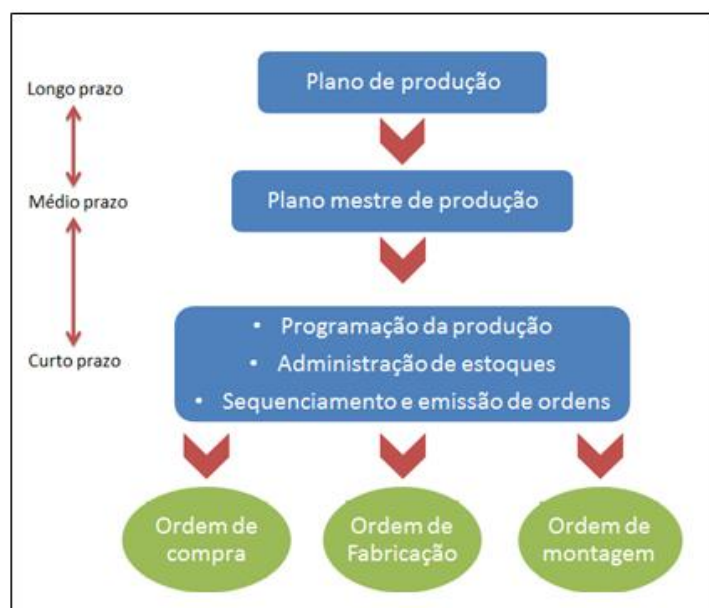 Longo prazo
Plano de produção
Médio prazo
Plano mestre de produção
• Programação da produção
• Administração de estoques
• Sequenciamento e emissão de ordens
Curto prazo
Ordem de
compra
Ordem de
Fabricação
Ordem de
montagem